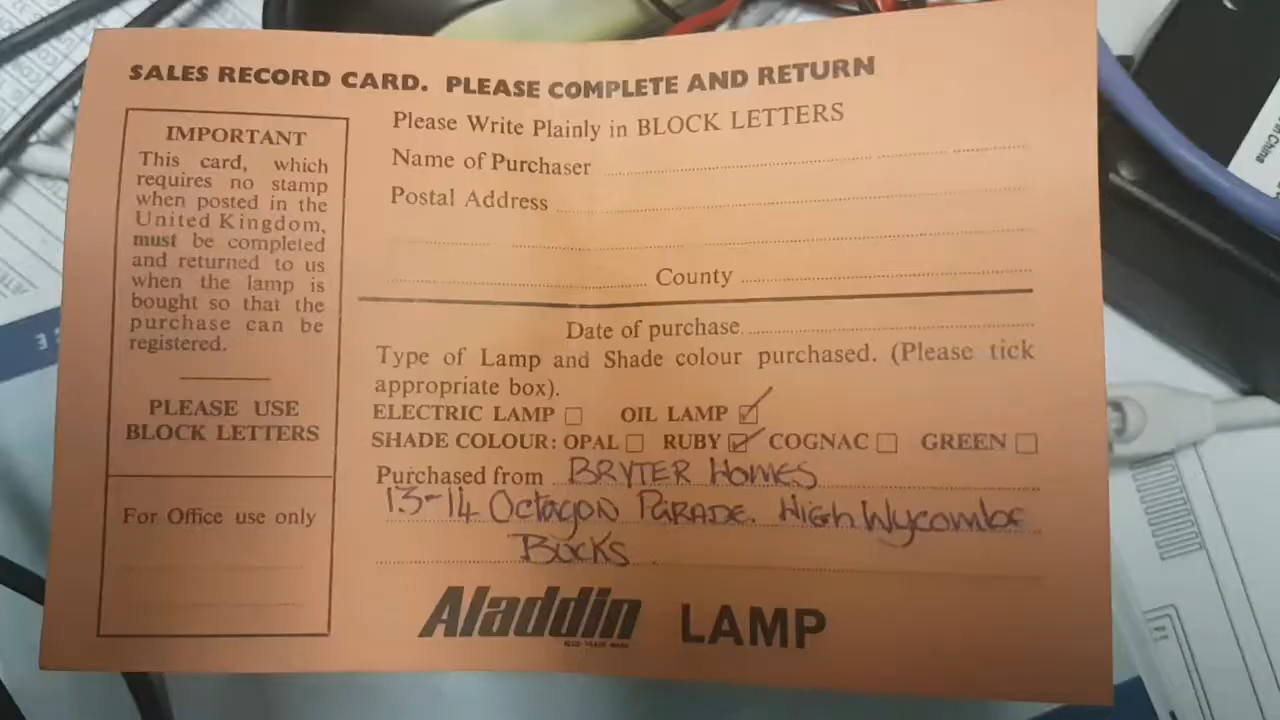 SALES RECORD CARD. PLEASE COMPLETE AND RETURN
IMPORTANT
This card, which
requires no stamp
when posted in the
United Kingdom,
must be completed
and returned to us
when the lamp is
bought so that the
purchase can be
registered.
PLEASE USE
BLOCK LETTERS
For Office use only
Please Write Plainly in BLOCK LETTERS
Name of Purchaser
Postal Address
County
Date of purchase
Type of Lamp and Shade colour purchased. (Please tick
appropriate box).
ELECTRIC LAMP OIL LAMP
SHADE COLOUR: OPAL RUBY COGNAC GREEN
Purchased from BRYTER HOMES
13-14 Octagon PARADE. HIGH Wycombe
BUCKS.
Aladdin LAMP
China